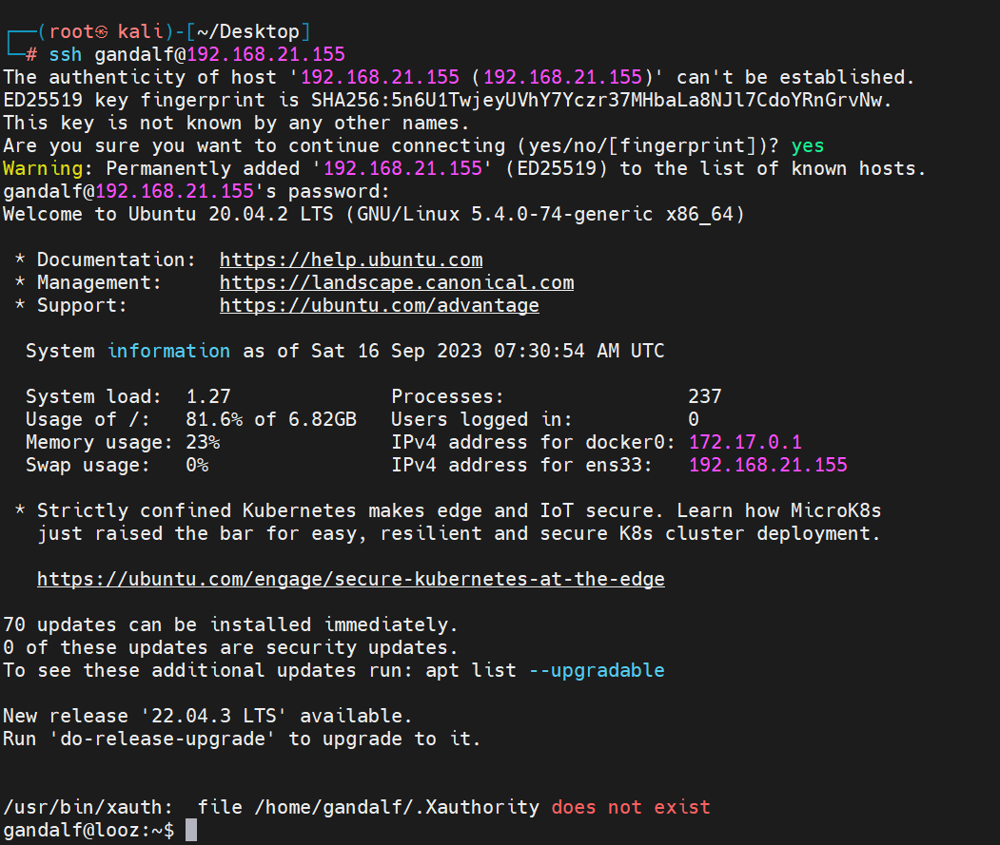 ┌──(root㉿ kali)-[~/Desktop]
└─# ssh gandalf@192.168.21.155
The authenticity of host '192.168.21.155 (192.168.21.155)' can't be established.
ED25519 key fingerprint is SHA256:5n6U1TwjeyUVhY7Yczr37MHbaLa8NJl7CdoYRnGrvNw.
This key is not known by any other names.
Are you sure you want to continue connecting (yes/no/[fingerprint])? yes
Warning: Permanently added '192.168.21.155' (ED25519) to the list of known hosts.
gandalf@192.168.21.155's password:
Welcome to Ubuntu 20.04.2 LTS (GNU/Linux 5.4.0-74-generic x86_64)

 * Documentation:  https://help.ubuntu.com
 * Management:     https://landscape.canonical.com
 * Support:        https://ubuntu.com/advantage

  System information as of Sat 16 Sep 2023 07:30:54 AM UTC

  System load:  1.27              Processes:                237
  Usage of /:   81.6% of 6.82GB   Users logged in:          0
  Memory usage: 23%               IPv4 address for docker0: 172.17.0.1
  Swap usage:   0%                IPv4 address for ens33:   192.168.21.155

 * Strictly confined Kubernetes makes edge and IoT secure. Learn how MicroK8s
   just raised the bar for easy, resilient and secure K8s cluster deployment.

   https://ubuntu.com/engage/secure-kubernetes-at-the-edge

70 updates can be installed immediately.
0 of these updates are security updates.
To see these additional updates run: apt list --upgradable

New release '22.04.3 LTS' available.
Run 'do-release-upgrade' to upgrade to it.


/usr/bin/xauth:  file /home/gandalf/.Xauthority does not exist
gandalf@looz:~$